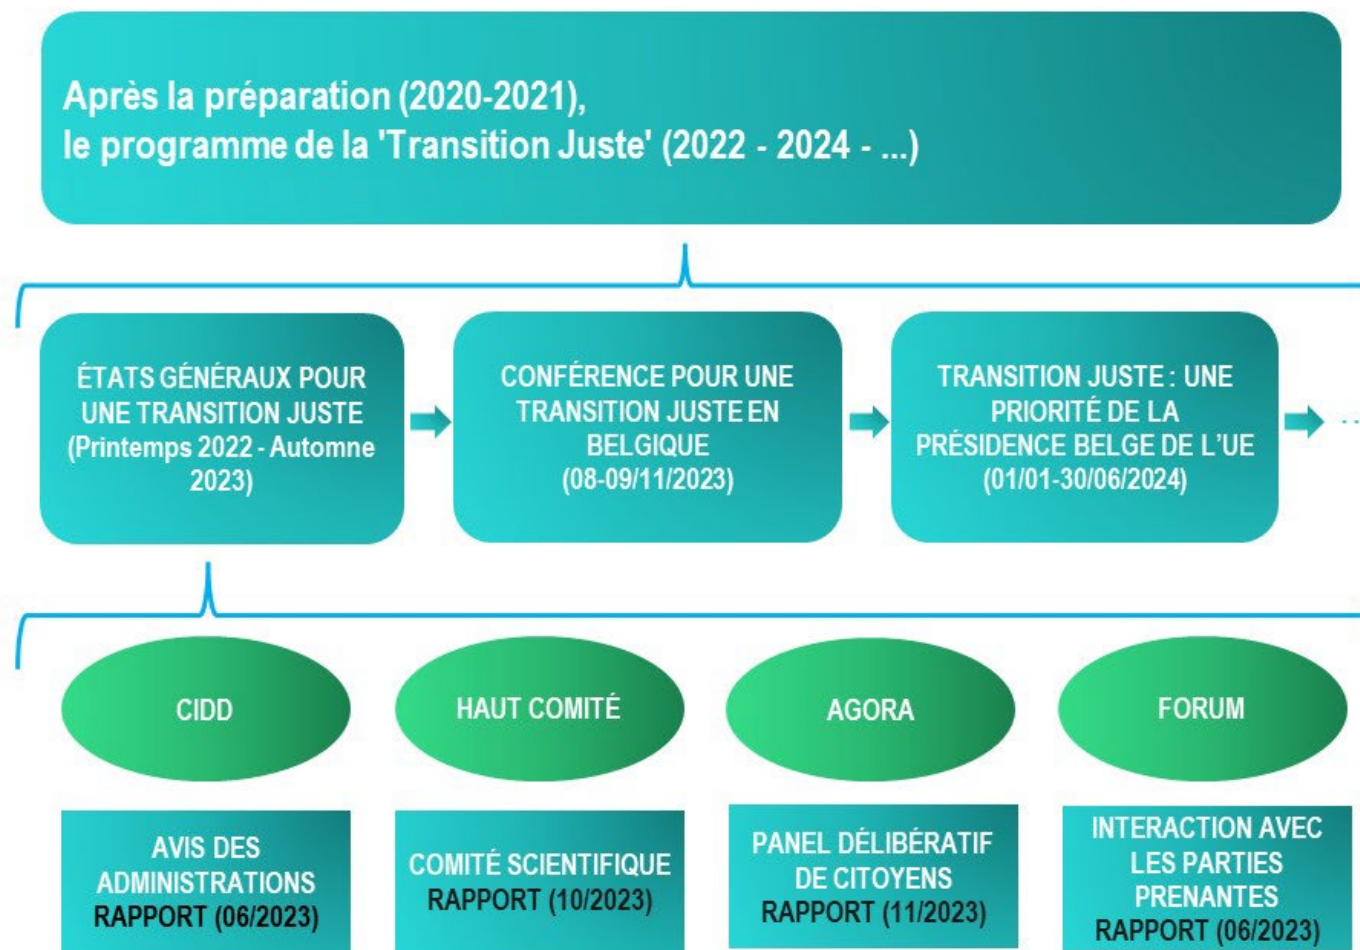 Après la préparation (2020-2021),
le programme de la 'Transition Juste' (2022 - 2024 - ...)
ÉTATS GÉNÉRAUX POUR
UNE TRANSITION JUSTE
(Printemps 2022 - Automne
2023)
CONFÉRENCE POUR UNE
TRANSITION JUSTE EN
BELGIQUE
(08-09/11/2023)
TRANSITION JUSTE : UNE
PRIORITÉ DE LA
PRÉSIDENCE BELGE DE L'UE
(01/01-30/06/2024)
CIDD
HAUT COMITÉ
AGORA
FORUM
AVIS DES
ADMINISTRATIONS
RAPPORT (06/2023)
COMITÉ SCIENTIFIQUE
RAPPORT (10/2023)
PANEL DÉLIBÉRATIF
DE CITOYENS
RAPPORT (11/2023)
INTERACTION AVEC
LES PARTIES
PRENANTES
RAPPORT (06/2023)